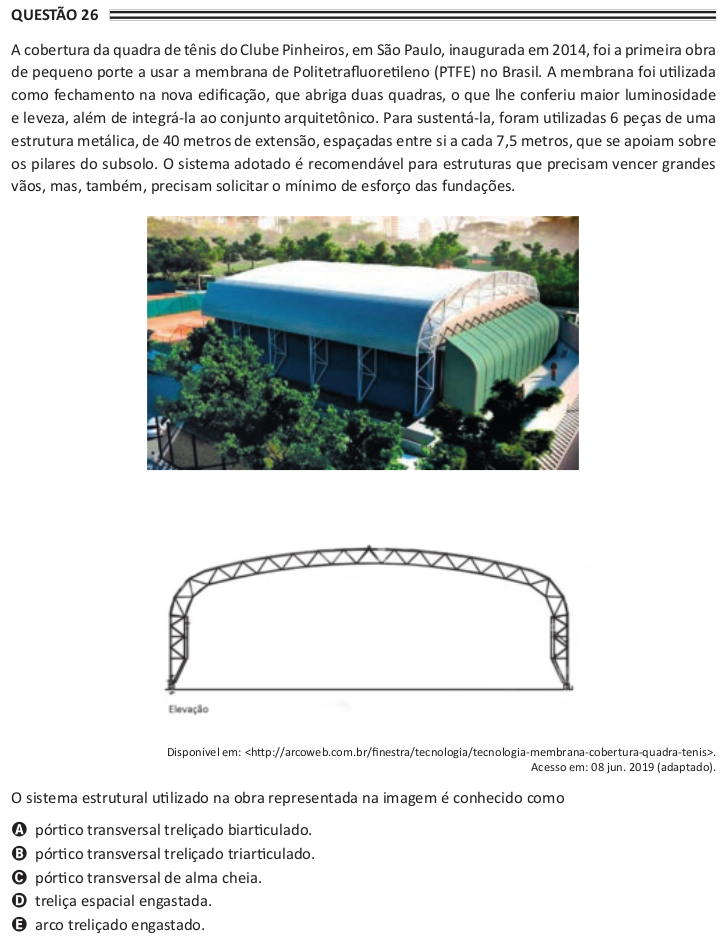 QUESTÃO 26
A cobertura da quadra de tênis do Clube Pinheiros, em São Paulo, inaugurada em 2014, foi a primeira obra
de pequeno porte a usar a membrana de Politetrafluoretileno (PTFE) no Brasil. A membrana foi utilizada
como fechamento na nova edificação, que abriga duas quadras, o que lhe conferiu maior luminosidade
e leveza, além de integrá-la ao conjunto arquitetônico. Para sustentá-la, foram utilizadas 6 peças de uma
estrutura metálica, de 40 metros de extensão, espaçadas entre si a cada 7,5 metros, que se apoiam sobre
os pilares do subsolo. O sistema adotado é recomendável para estruturas que precisam vencer grandes
vãos, mas, também, precisam solicitar o mínimo de esforço das fundações.
Elevação
Disponível em: <http://arcoweb.com.br/finestra/tecnologia/tecnologia-membrana-cobertura-quadra-tenis>.
Acesso em: 08 jun. 2019 (adaptado).
O sistema estrutural utilizado na obra representada na imagem é conhecido como
A pórtico transversal treliçado biarticulado.
B pórtico transversal treliçado triarticulado.
C pórtico transversal de alma cheia.
D treliça espacial engastada.
E arco treliçado engastado.